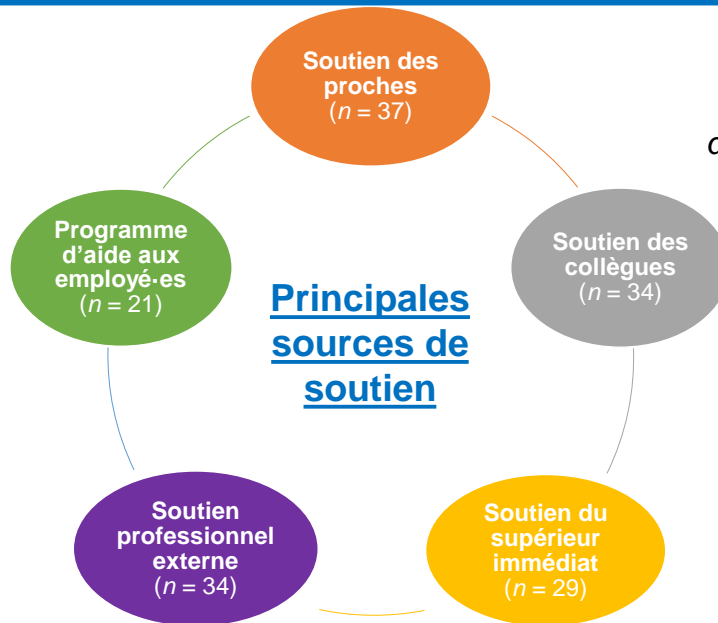 Soutien des
proches
(n = 37)
Programme
d'aide aux
employé·es
(n = 21)
Soutien des
collègues
(n = 34)
Principales
sources de
soutien
Soutien
professionnel
externe
(n = 34)
Soutien du
supérieur
immédiat
(n = 29)